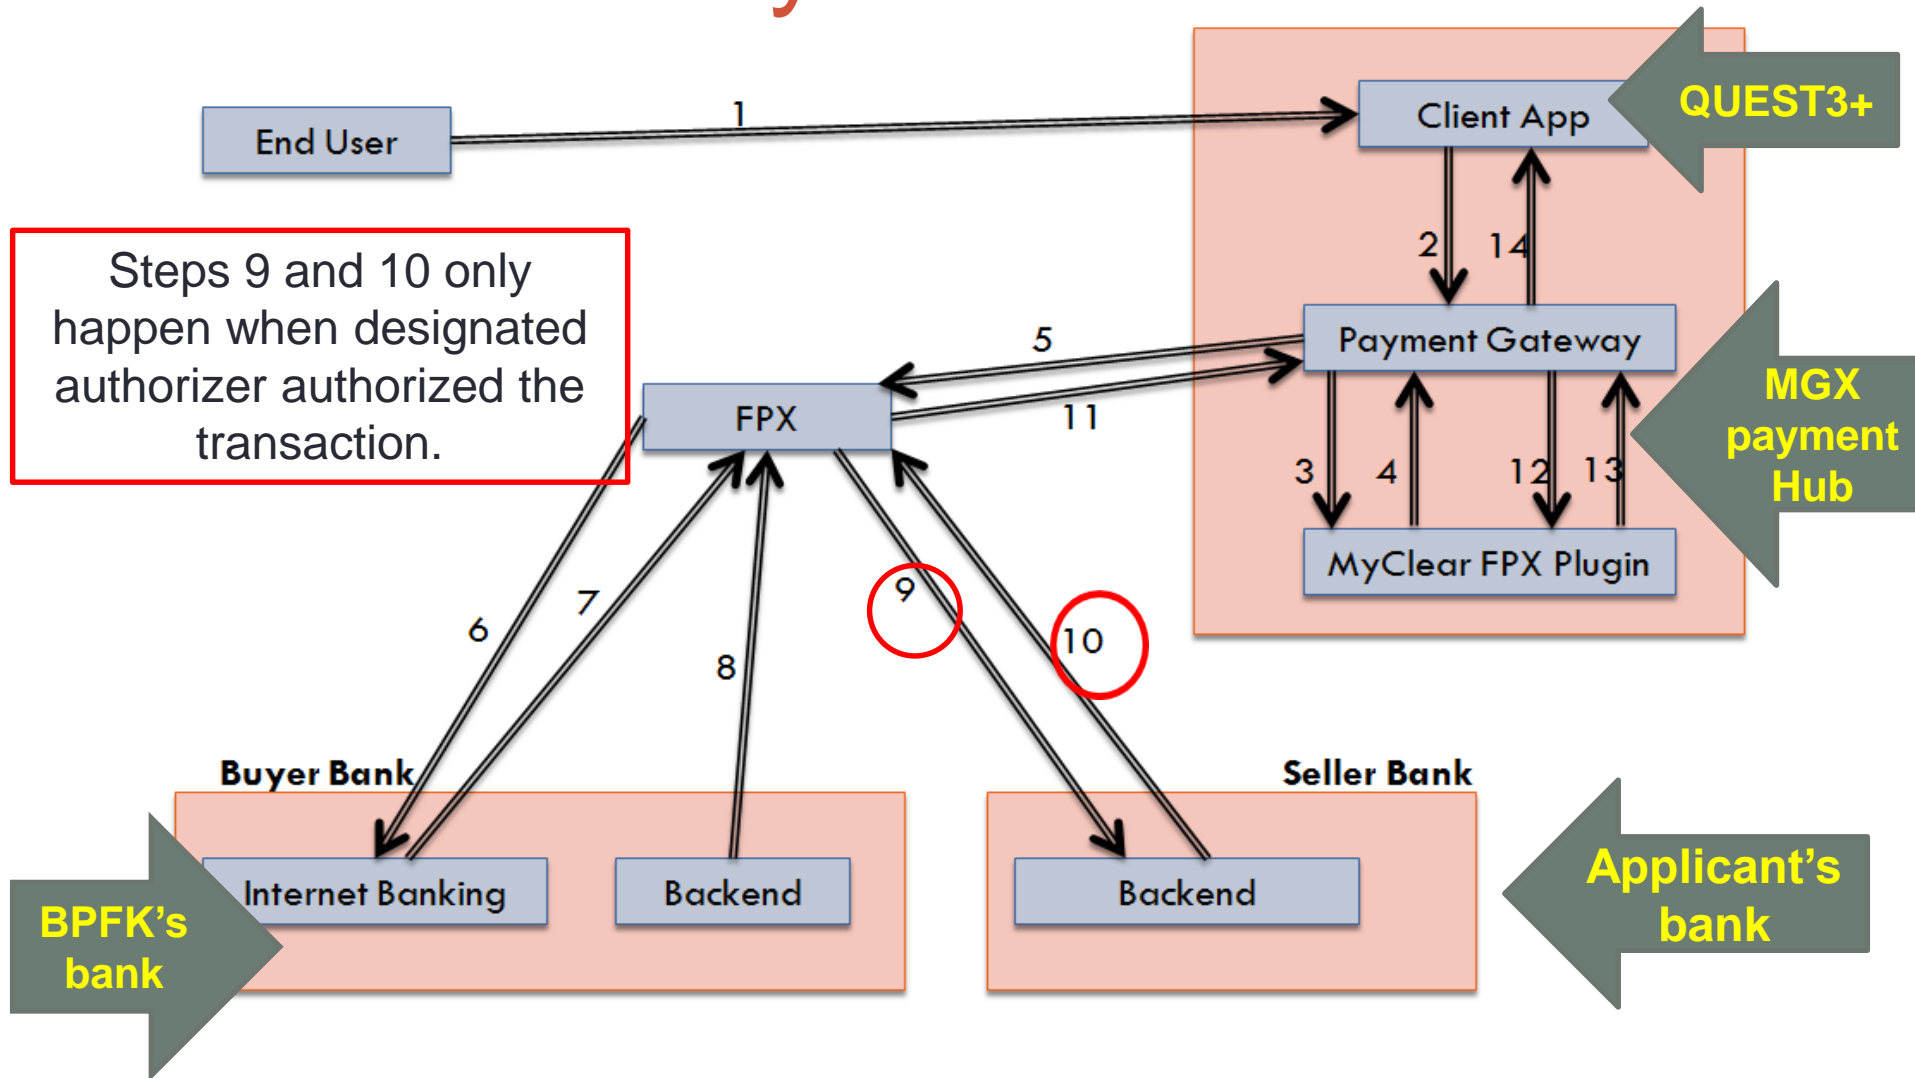 1
Client App
QUEST3+
End User
Steps 9 and 10 only
happen when designated
authorizer authorized the
transaction.
2
14
5
Payment Gateway
FPX
11
MGX
payment
Hub
3
4
12
13
MyClear FPX Plugin
6
7
8
9
10
Buyer Bank
Seller Bank
Internet Banking
Backend
Backend
BPFK's
bank
Applicant's
bank